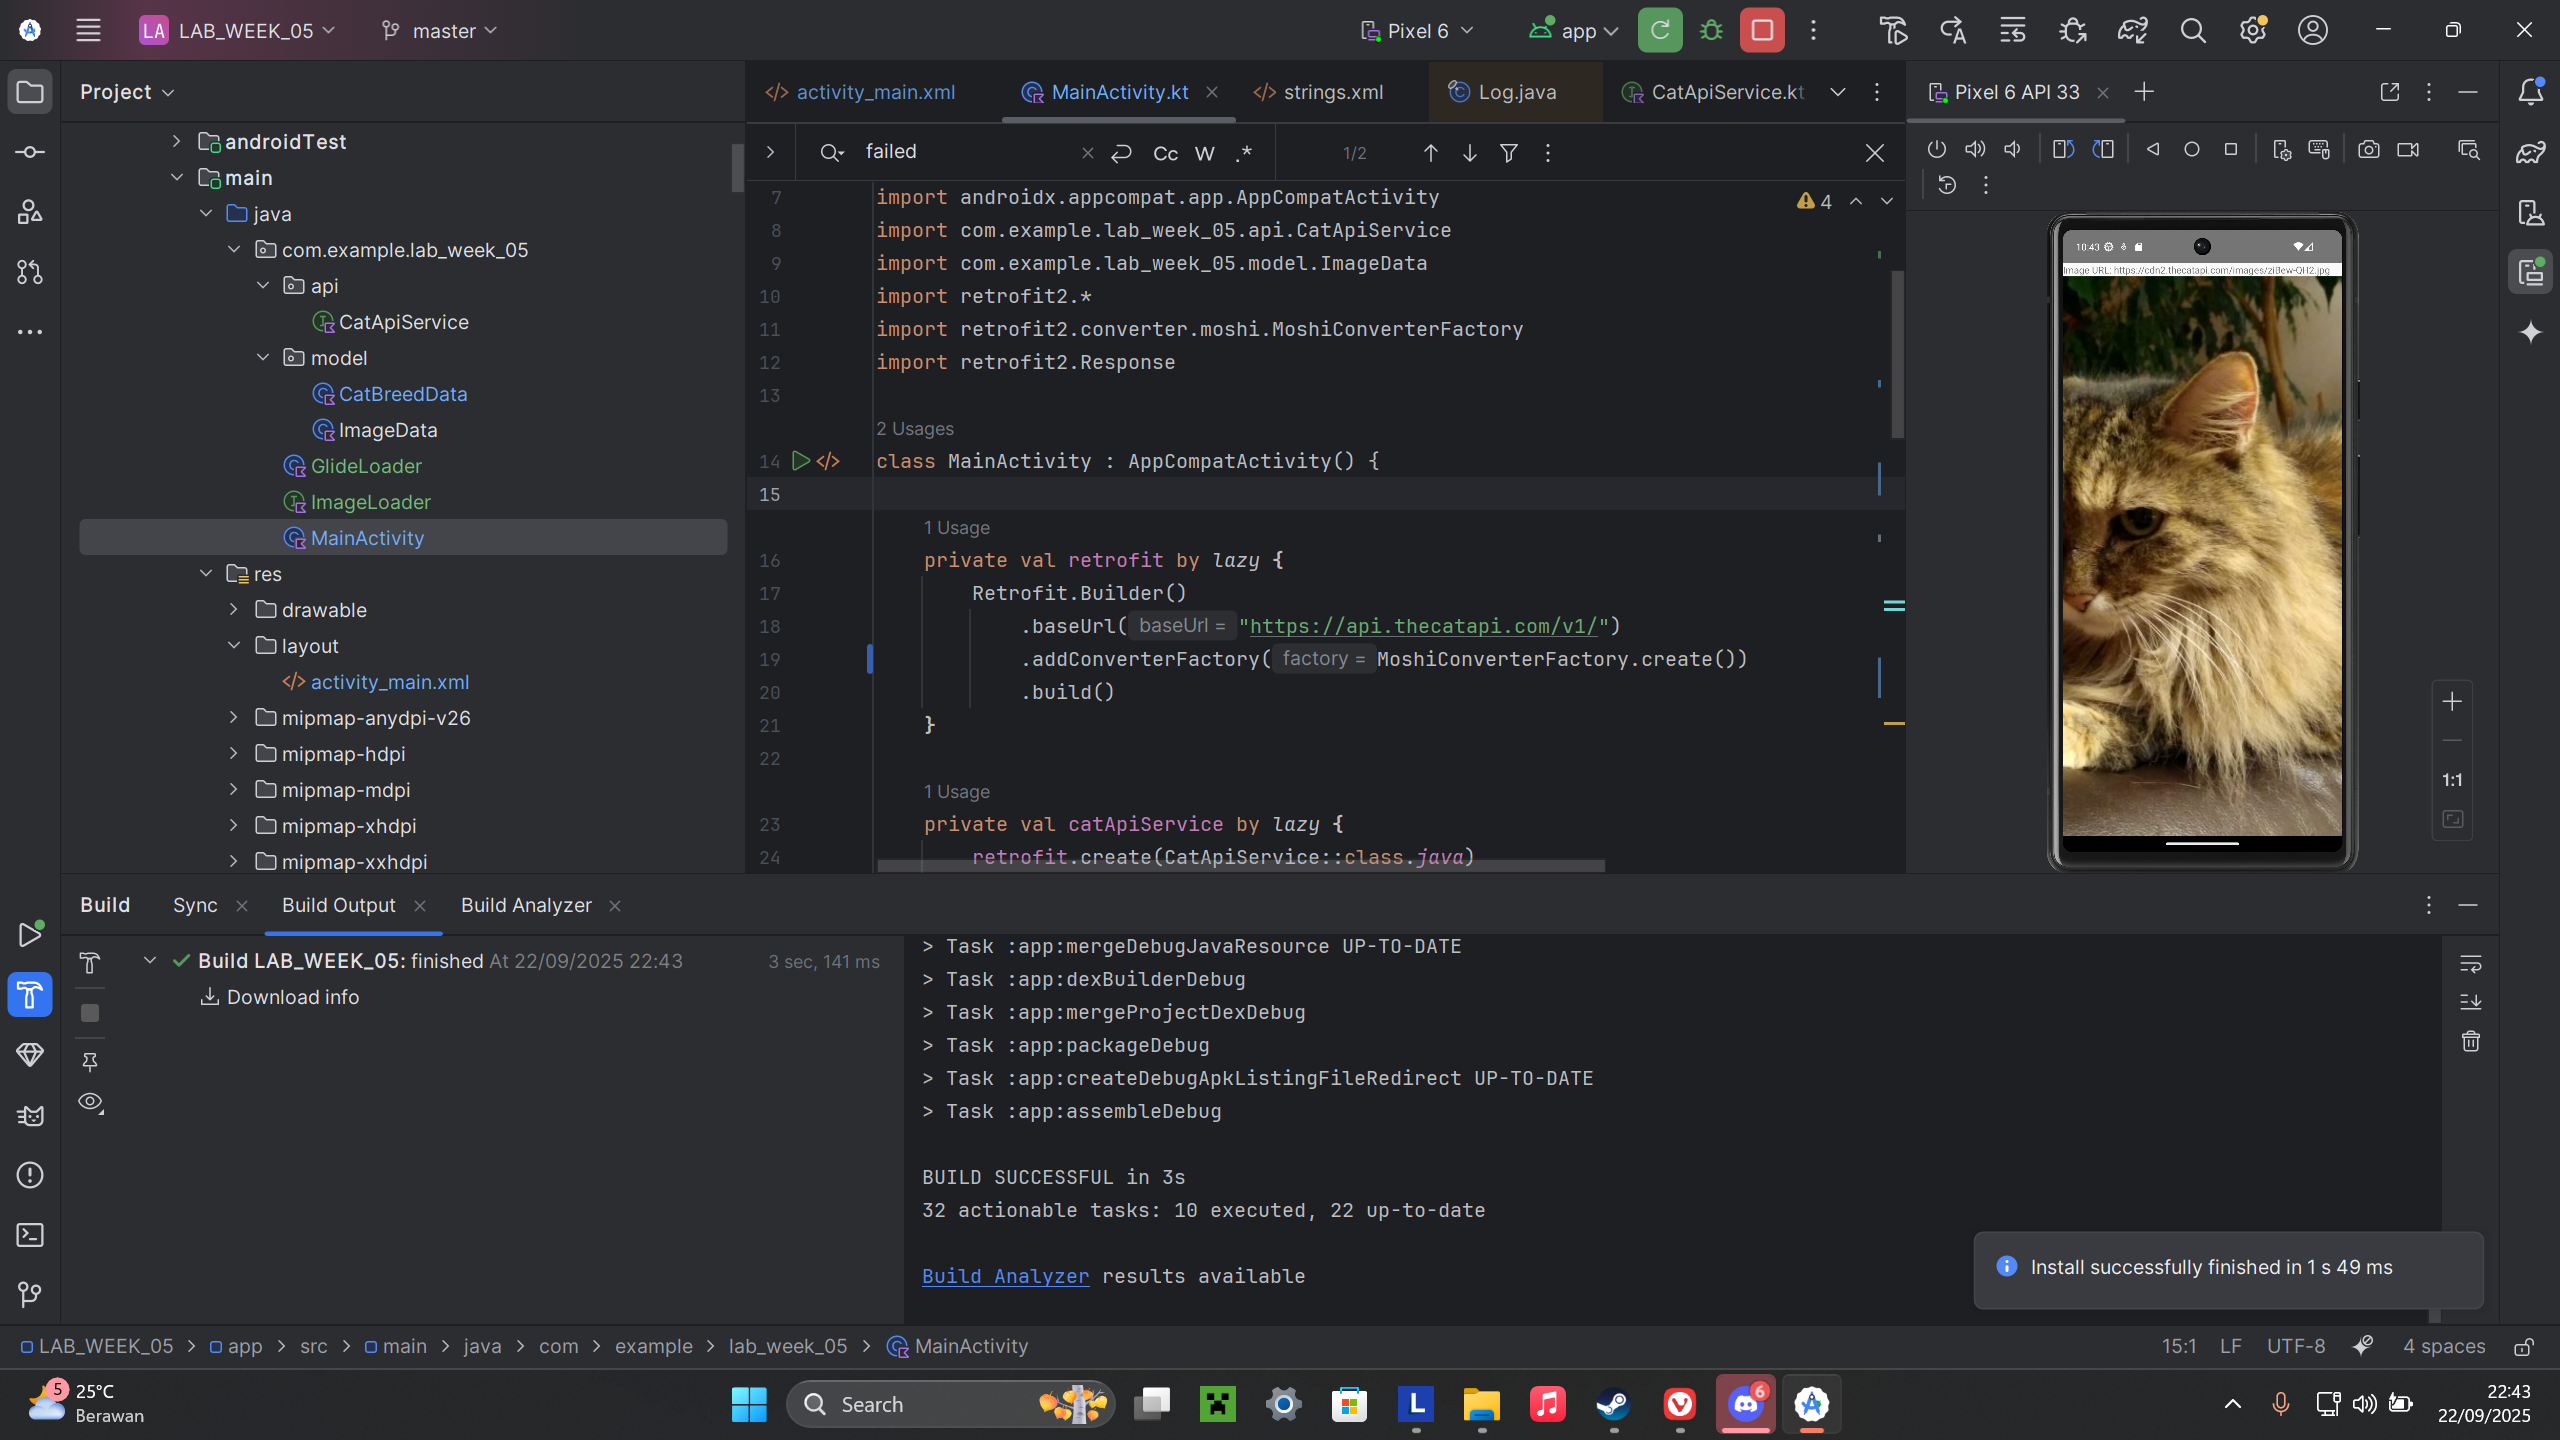 LA LAB_WEEK_05
master
Pixel 6
app
Project
androidTest
main
java
com.example.lab_week_05
api
CatApiService
model
CatBreedData
ImageData
GlideLoader
ImageLoader
MainActivity
res
drawable
layout
activity_main.xml
mipmap-anydpi-v26
mipmap-hdpi
mipmap-mdpi
mipmap-xhdpi
mipmap-xxhdpi
activity_main.xml
MainActivity.kt
strings.xml
Log.java
CatApiService.kt
failed
Cc W .*
1/2
4
7 import androidx.appcompat.app.AppCompatActivity
8 import com.example.lab_week_05.api.CatApiService
9 import com.example.lab_week_05.model.ImageData
10 import retrofit2.*
11 import retrofit2.converter.moshi.MoshiConverterFactory
12 import retrofit2.Response
13
2 Usages
14 class MainActivity : AppCompatActivity() {
15
1 Usage
16 private val retrofit by lazy {
17 Retrofit.Builder()
18 .baseUrl( baseUrl = "https://api.thecatapi.com/v1/")
19 .addConverterFactory( factory = MoshiConverterFactory.create())
20 .build()
21 }
22
1 Usage
23 private val catApiService by lazy {
24 retrofit.create(CatApiService::class.java)
Pixel 6 API 33
10:43
Image URL: https://cdn2.thecatapi.com/images/ziBew-QH2.jpg
1:1
Build
Sync
Build Output
Build Analyzer
Build LAB_WEEK_05: finished At 22/09/2025 22:43
3 sec, 141 ms
Download info
> Task :app:mergeDebugJavaResource UP-TO-DATE
> Task :app:dexBuilderDebug
> Task :app:mergeProjectDexDebug
> Task :app:packageDebug
> Task :app:createDebugApkListingFileRedirect UP-TO-DATE
> Task :app:assembleDebug
BUILD SUCCESSFUL in 3s
32 actionable tasks: 10 executed, 22 up-to-date
Build Analyzer results available
Install successfully finished in 1 s 49 ms
LAB_WEEK_05 > app > src > main > java > com > example > lab_week_05 > MainActivity
15:1
LF
UTF-8
4 spaces
5
25°C
Berawan
Search
L
6
22:43
22/09/2025